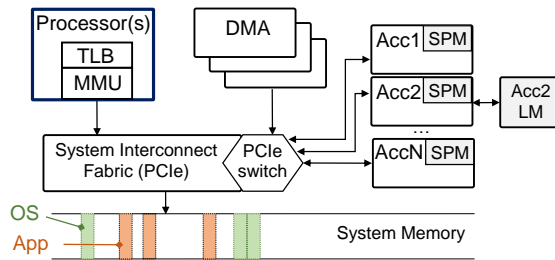 Processor(s)
TLB
MMU
DMA
Acc1 SPM
Acc2 SPM
Acc2
LM
...
AccN SPM
System Interconnect
Fabric (PCIe)
PCIe
switch
OS
App
System Memory